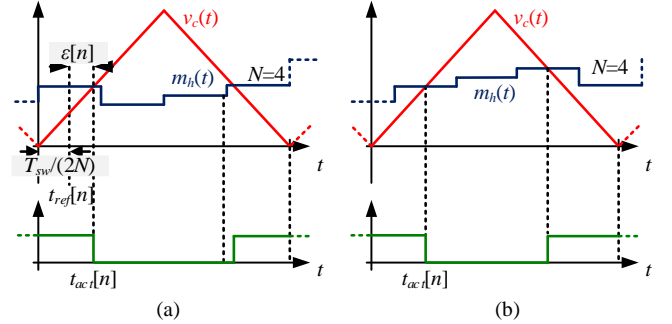 v_c(t)
v_c(t)
ε[n]
m_h(t)
N=4
m_h(t)
N=4
t
t
T_sw/(2N)
t_ref[n]
t_act[n]
t
t_act[n]
t
(a)
(b)